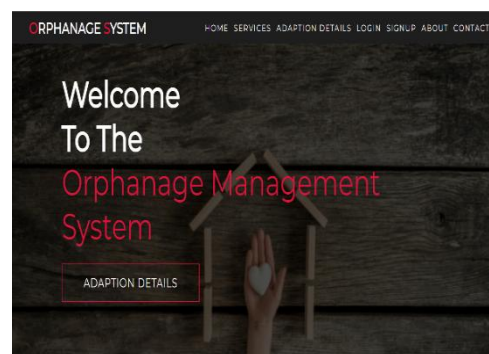 ORPHANAGE SYSTEM
HOME SERVICES ADAPTION DETAILS LOGIN SIGNUP ABOUT CONTACT
Welcome
To The
Orphanage Management
System
ADAPTION DETAILS